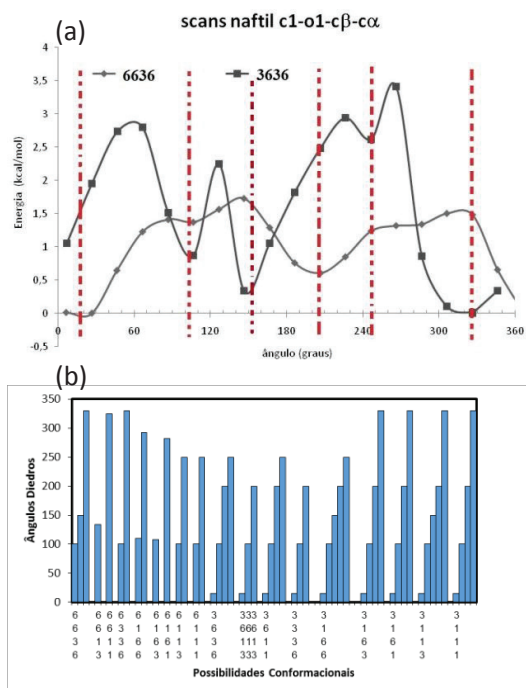 scans naftil c1-o1-cβ-cα
(a)
6636
3636
4
3,5
3
2,5
2
1,5
1
0,5
0
-0,5
Energia (kcal/mol)
0 60 120 180 240 300 360
ângulo (graus)
(b)
350
300
250
200
150
100
50
0
Ângulos Diedros
Possibilidades Conformacionais